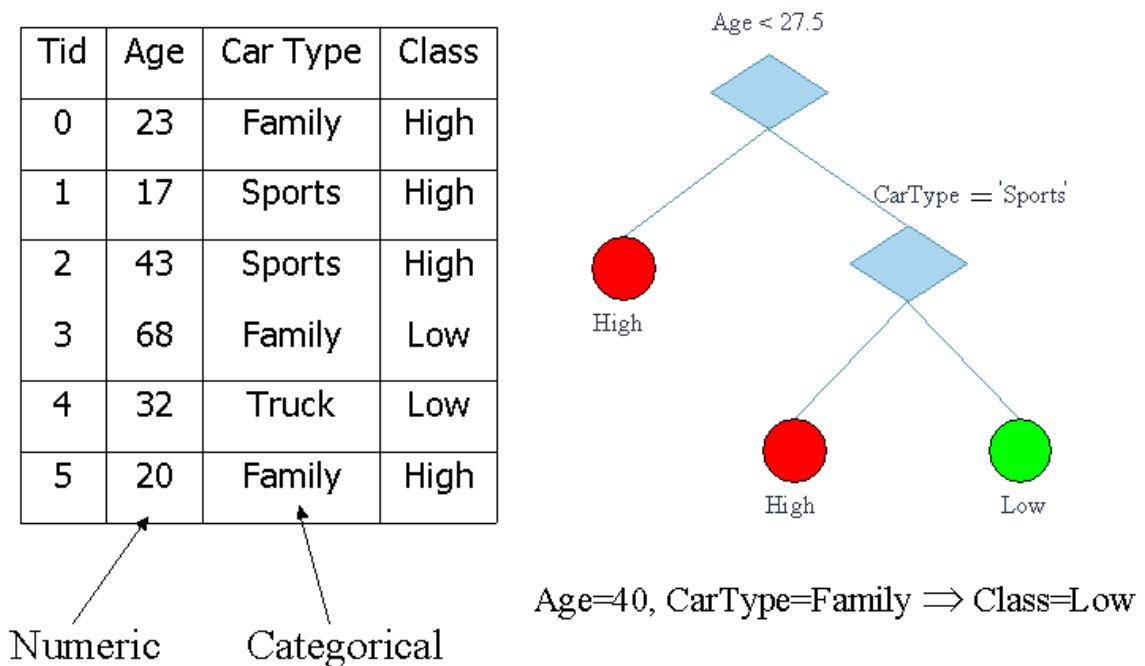 Tid Age Car Type Class
0 23 Family High
1 17 Sports High
2 43 Sports High
3 68 Family Low
4 32 Truck Low
5 20 Family High
Numeric Categorical
Age < 27.5
CarType = 'Sports'
High
High Low
Age=40, CarType=Family ⇒ Class=Low